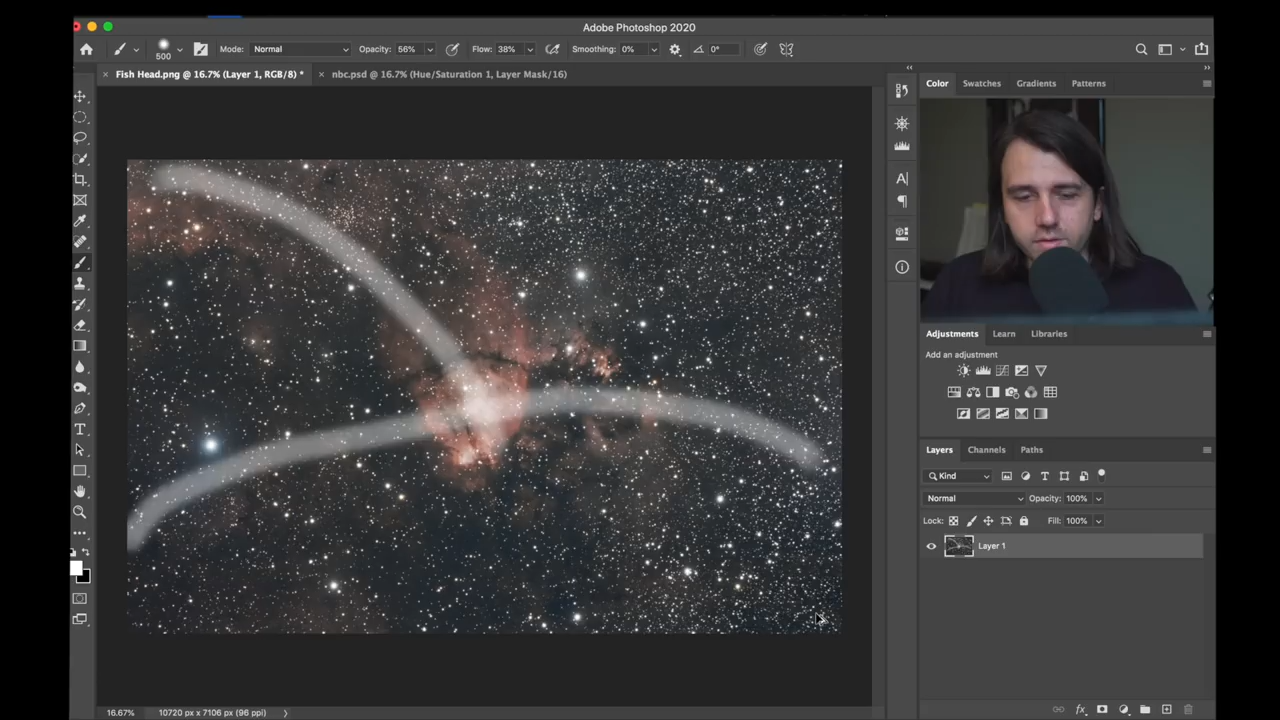 Adobe Photoshop 2020
500
Mode: Normal
Opacity: 56%
Flow: 38%
Smoothing: 0%
0°
× Fish Head.png @ 16.7% (Layer 1, RGB/8) *
× nbc.psd @ 16.7% (Hue/Saturation 1, Layer Mask/16)
Color Swatches Gradients Patterns
Adjustments Learn Libraries
Add an adjustment
Layers Channels Paths
Kind
Normal Opacity: 100%
Lock: Fill: 100%
Layer 1
16.67% 10720 px x 7106 px (96 ppi)